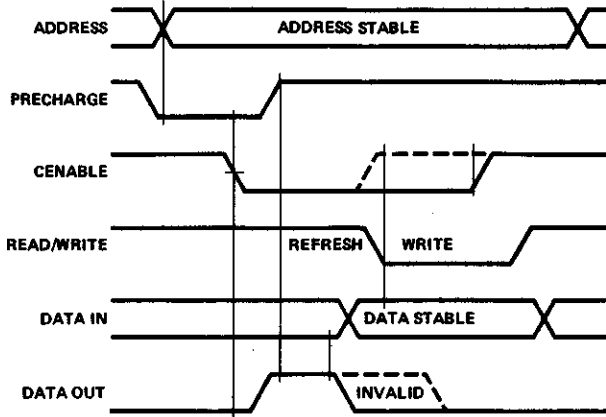 ADDRESS ADDRESS STABLE
PRECHARGE
CENABLE
READ/WRITE REFRESH WRITE
DATA IN DATA STABLE
DATA OUT INVALID